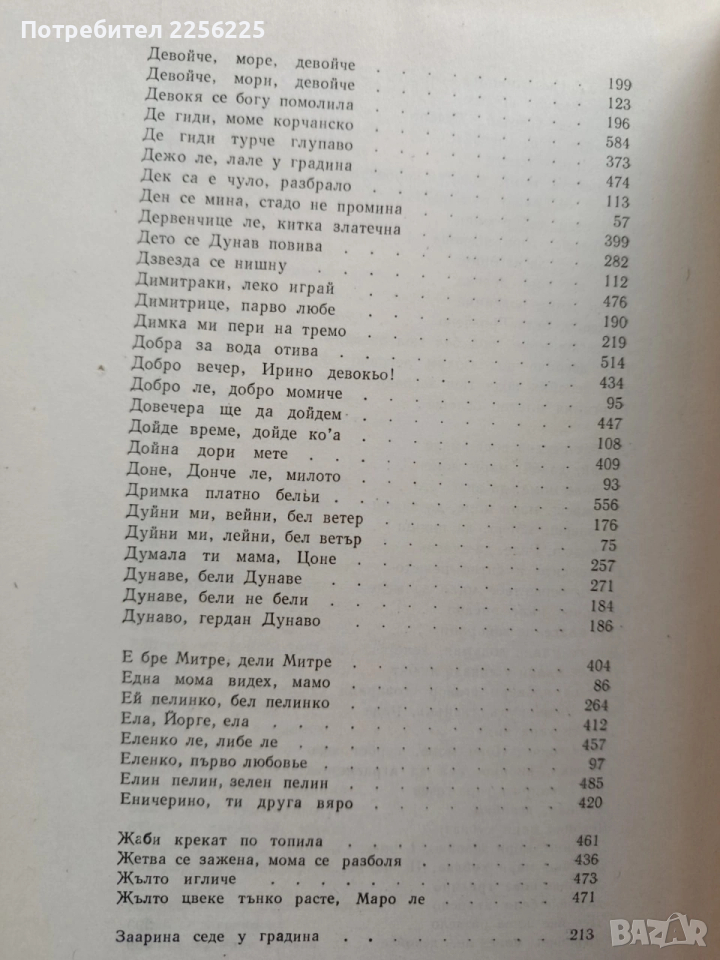 Потребител 2256225
Девойче, море, девойче . . . . . . . . 199
Девойче, мори, девойче . . . . . . . . 123
Девокя се богу помолила . . . . . . . . 196
Де гиди, моме корчанско . . . . . . . . 584
Де гиди турче глупаво . . . . . . . . 373
Дежо ле, лале у градина . . . . . . . . 474
Дек са е чуло, разбрало . . . . . . . . 113
Ден се мина, стадо не промина . . . . . . . 57
Дервенчице ле, китка златечна . . . . . . . 399
Дето се Дунав повива . . . . . . . . 282
Дзвезда се нишну . . . . . . . . . 112
Димитраки, леко играй . . . . . . . . 476
Димитрице, парво любе . . . . . . . . 190
Димка ми пери на тремо . . . . . . . . 219
Добра за вода отива . . . . . . . . . 514
Добро вечер, Ирино девокьо! . . . . . . . 434
Добро ле, добро момиче . . . . . . . . 95
Довечера ще да дойдем . . . . . . . . 447
Дойде време, дойде ко'а . . . . . . . . 108
Дойна дори мете . . . . . . . . . . 409
Доне, Донче ле, милото . . . . . . . . 93
Дримка платно бельи . . . . . . . . . 556
Дуйни ми, вейни, бел ветер . . . . . . . 176
Дуйни ми, лейни, бел ветър . . . . . . . 75
Думала ти мама, Цоне . . . . . . . . 257
Дунаве, бели Дунаве . . . . . . . . . 271
Дунаве, бели не бели . . . . . . . . 184
Дунаво, гердан Дунаво . . . . . . . . 186
Е бре Митре, дели Митре . . . . . . . . 404
Една мома видех, мамо . . . . . . . . 86
Ей пелинко, бел пелинко . . . . . . . . 264
Ела, Йорге, ела . . . . . . . . . . 412
Еленко ле, либе ле . . . . . . . . . 457
Еленко, първо любовье . . . . . . . . 97
Елин пелин, зелен пелин . . . . . . . . 485
Еничерино, ти друга вяро . . . . . . . 420
Жаби крекат по топила . . . . . . . . 461
Жетва се зажена, мома се разболя . . . . . . 436
Жълто игличе . . . . . . . . . . 473
Жълто цвеке тънко расте, Маро ле . . . . . . 471
Заарина седе у градина . . . . . . . . 213
BAZAR